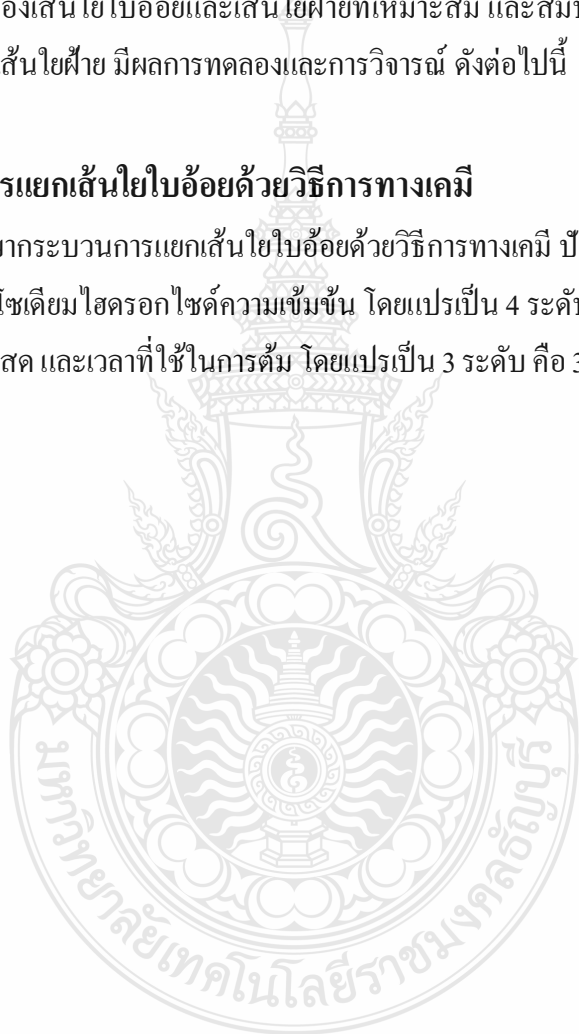 องเส้นใยใบอ้อยและเส้นใยฝ้ายที่เหมาะสม และสมบ
ส้นใยฝ้าย มีผลการทดลองและการวิจารณ์ ดังต่อไปนี้
รแยกเส้นใยใบอ้อยด้วยวิธีการทางเคมี
ากระบวนการแยกเส้นใยใบอ้อยด้วยวิธีการทางเคมี ปั
โซเดียมไฮดรอกไซด์ความเข้มข้น โดยแปรเป็น 4 ระดับ
สด และเวลาที่ใช้ในการต้ม โดยแปรเป็น 3 ระดับ คือ 3
มหาวิทยาลัยเทคโนโลยีราชมงคลธัญบุรี